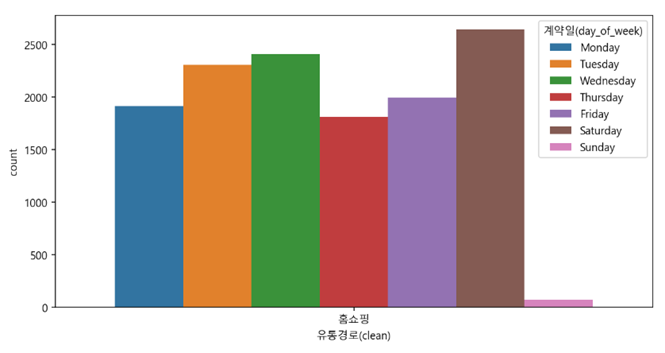 계약일(day_of_week)
Monday
Tuesday
Wednesday
Thursday
Friday
Saturday
Sunday
2500
2000
1500
1000
500
0
count
홈쇼핑
유통경로(clean)